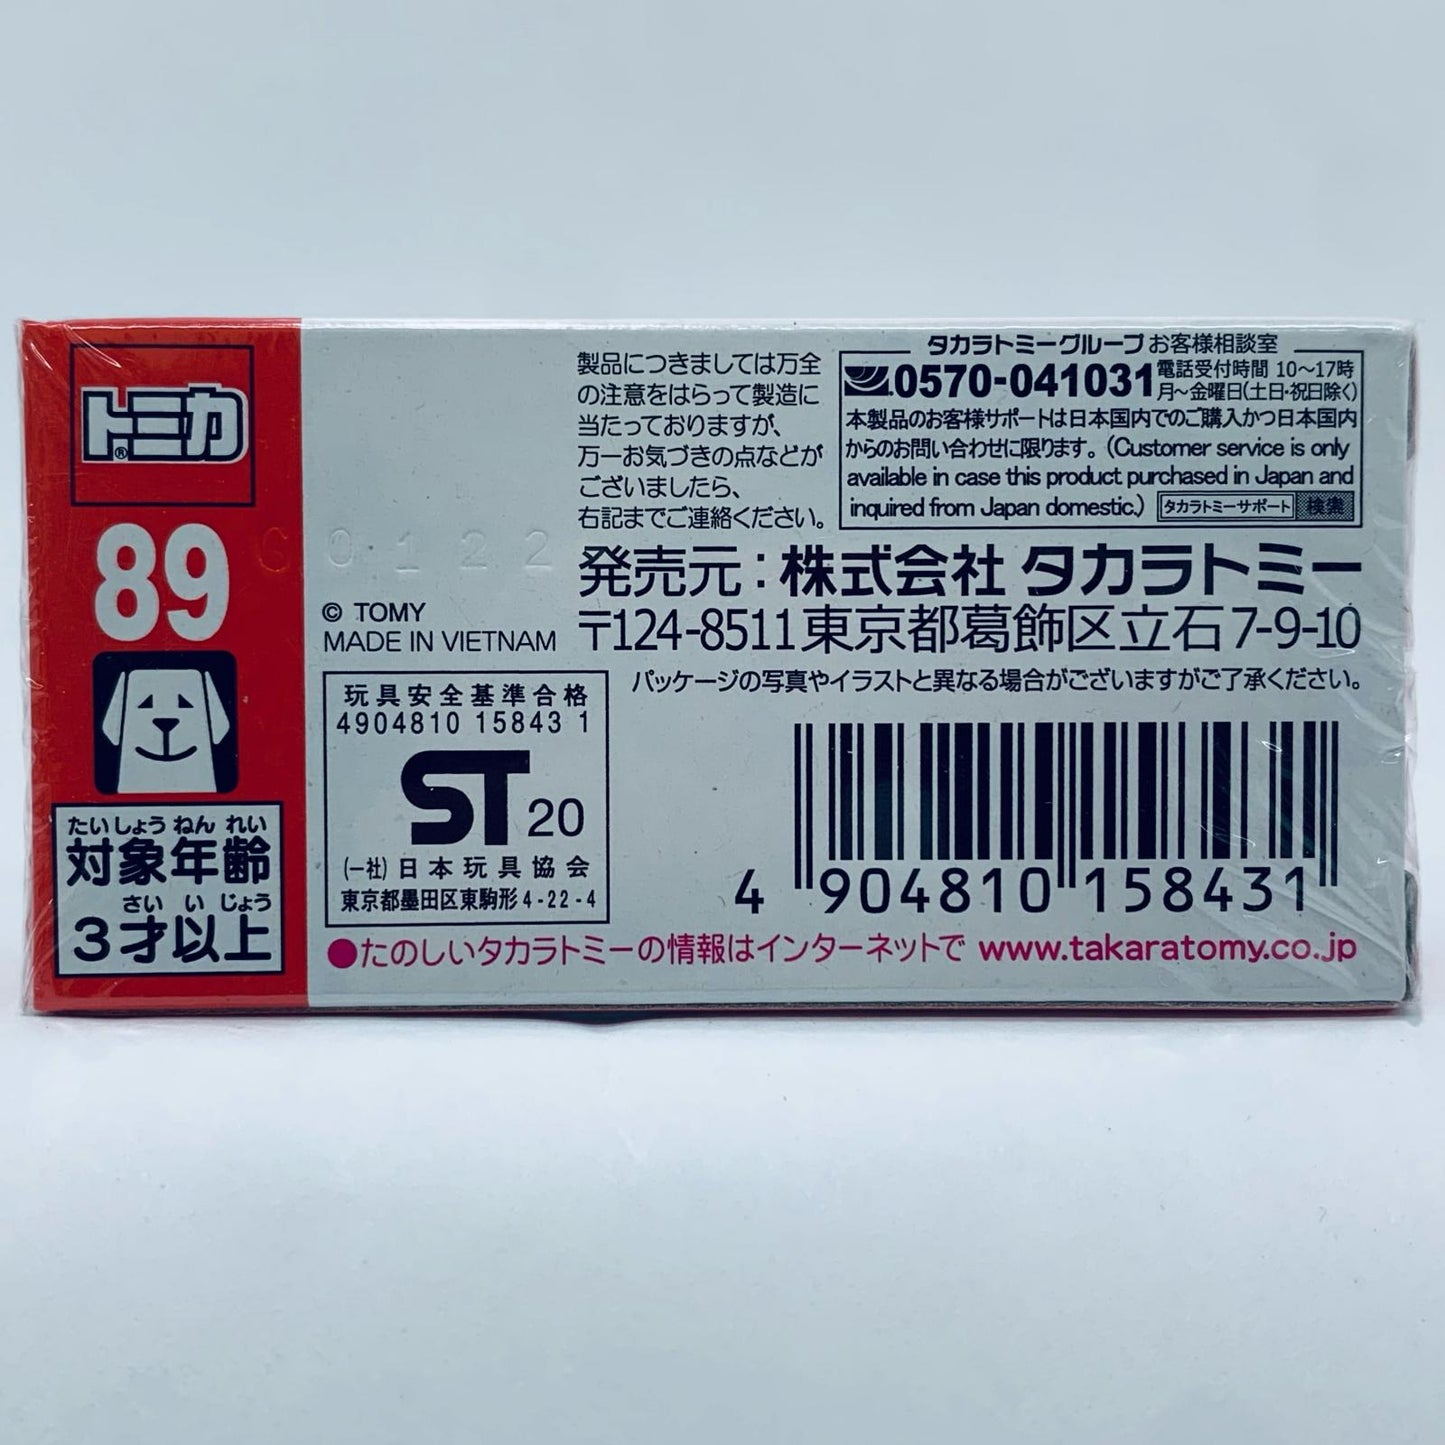 トミカ®
89
たいしょうねんれい
対象年齢
さいいじょう
3才以上
G0122
© TOMY
MADE IN VIETNAM
玩具安全基準合格
4904810 15843 1
ST 20
(一社)日本玩具協会
東京都墨田区東駒形4-22-4
製品につきましては万全
の注意をはらって製造に
当たっておりますが、
万一お気づきの点などが
ございましたら、
右記までご連絡ください。
タカラトミーグループお客様相談室
0570-041031 電話受付時間 10〜17時
月〜金曜日(土日・祝日除く)
本製品のお客様サポートは日本国内でのご購入かつ日本国内
からのお問い合わせに限ります。(Customer service is only
available in case this product purchased in Japan and
inquired from Japan domestic.) タカラトミーサポート 検索
発売元:株式会社 タカラトミー
〒124-8511東京都葛飾区立石7-9-10
パッケージの写真やイラストと異なる場合がございますがご了承ください。
4 904810 158431
●たのしいタカラトミーの情報はインターネットで www.takaratomy.co.jp